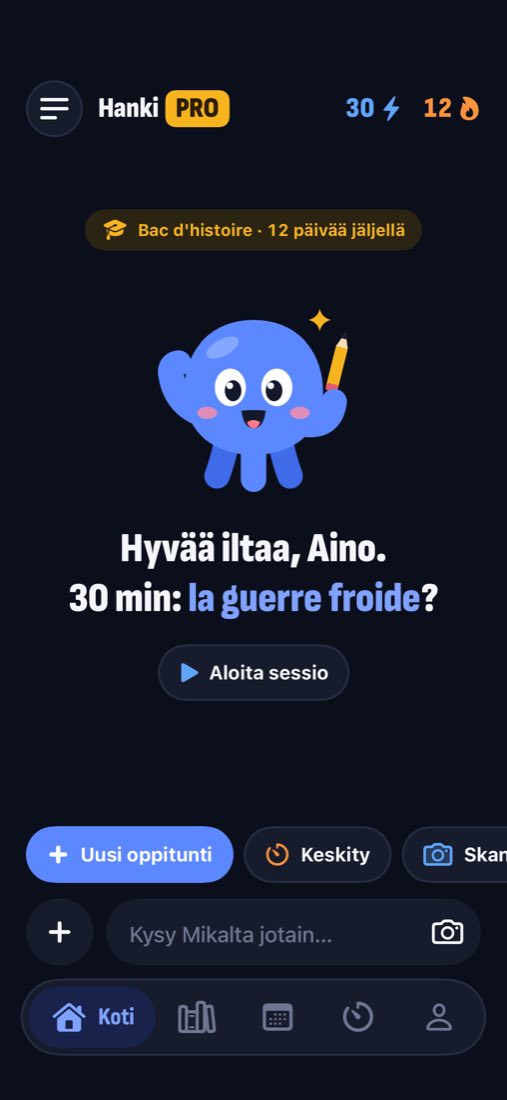 Hanki PRO
30
12
Bac d'histoire · 12 päivää jäljellä
Hyvää iltaa, Aino.
30 min: la guerre froide?
Aloita sessio
Uusi oppitunti
Keskity
Skan
Kysy Mikalta jotain...
Koti